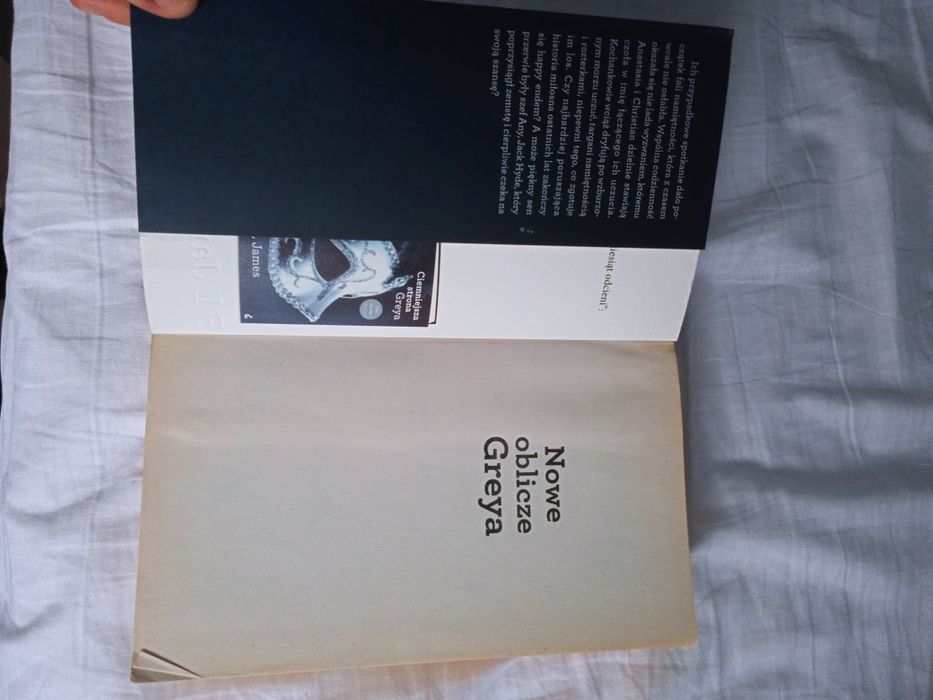 Ich przypadkowe spotkanie dało po-
czątek fali namiętności, która z czasem
wcale nie osłabła. Wspólna codzienność
okazała się nie lada wyzwaniem, któremu
Anastasia i Christian dzielnie stawiają
czoła w imię łączącego ich uczucia.
Kochankowie wciąż dryfują po wzburzo-
nym morzu uczuć, targani namiętnością
i rozterkami, niepewni tego, co zgotuje
im los. Czy najbardziej poruszająca
historia miłosna ostatnich lat zakończy
się happy endem? A może piękny sen
przerwie były szef Any, Jack Hyde, który
poprzysiągł zemstę i cierpliwie czeka na
swoją szansę?
siąt odcieni":
Ciemniejsza
strona
Greya
James
Nowe
oblicze
Greya